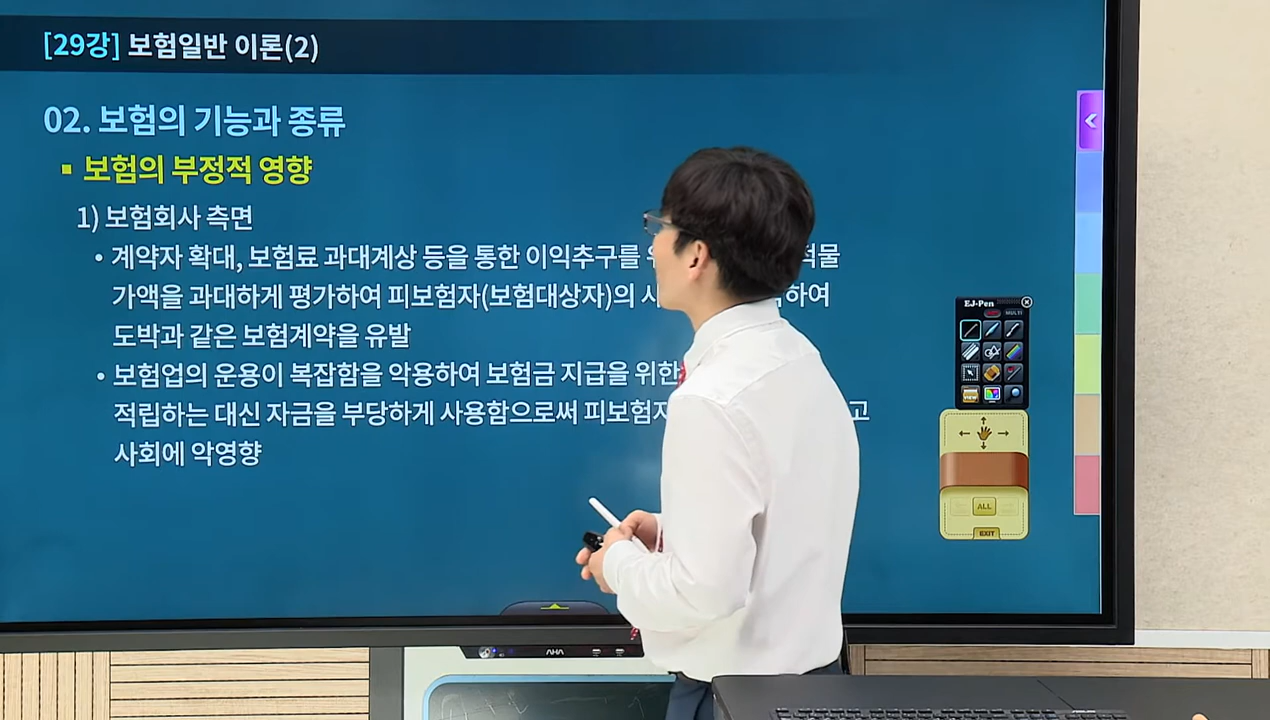 [29강] 보험일반 이론(2)
02. 보험의 기능과 종류
▪ 보험의 부정적 영향
1) 보험회사 측면
• 계약자 확대, 보험료 과대계상 등을 통한 이익추구를
가액을 과대하게 평가하여 피보험자(보험대상자)의 하여
도박과 같은 보험계약을 유발
• 보험업의 운용이 복잡함을 악용하여 보험금 지급을 위한
적립하는 대신 자금을 부당하게 사용함으로써 고
사회에 악영향
EJ-Pen
MULTI
VIEW
ALL
EXIT
AHA